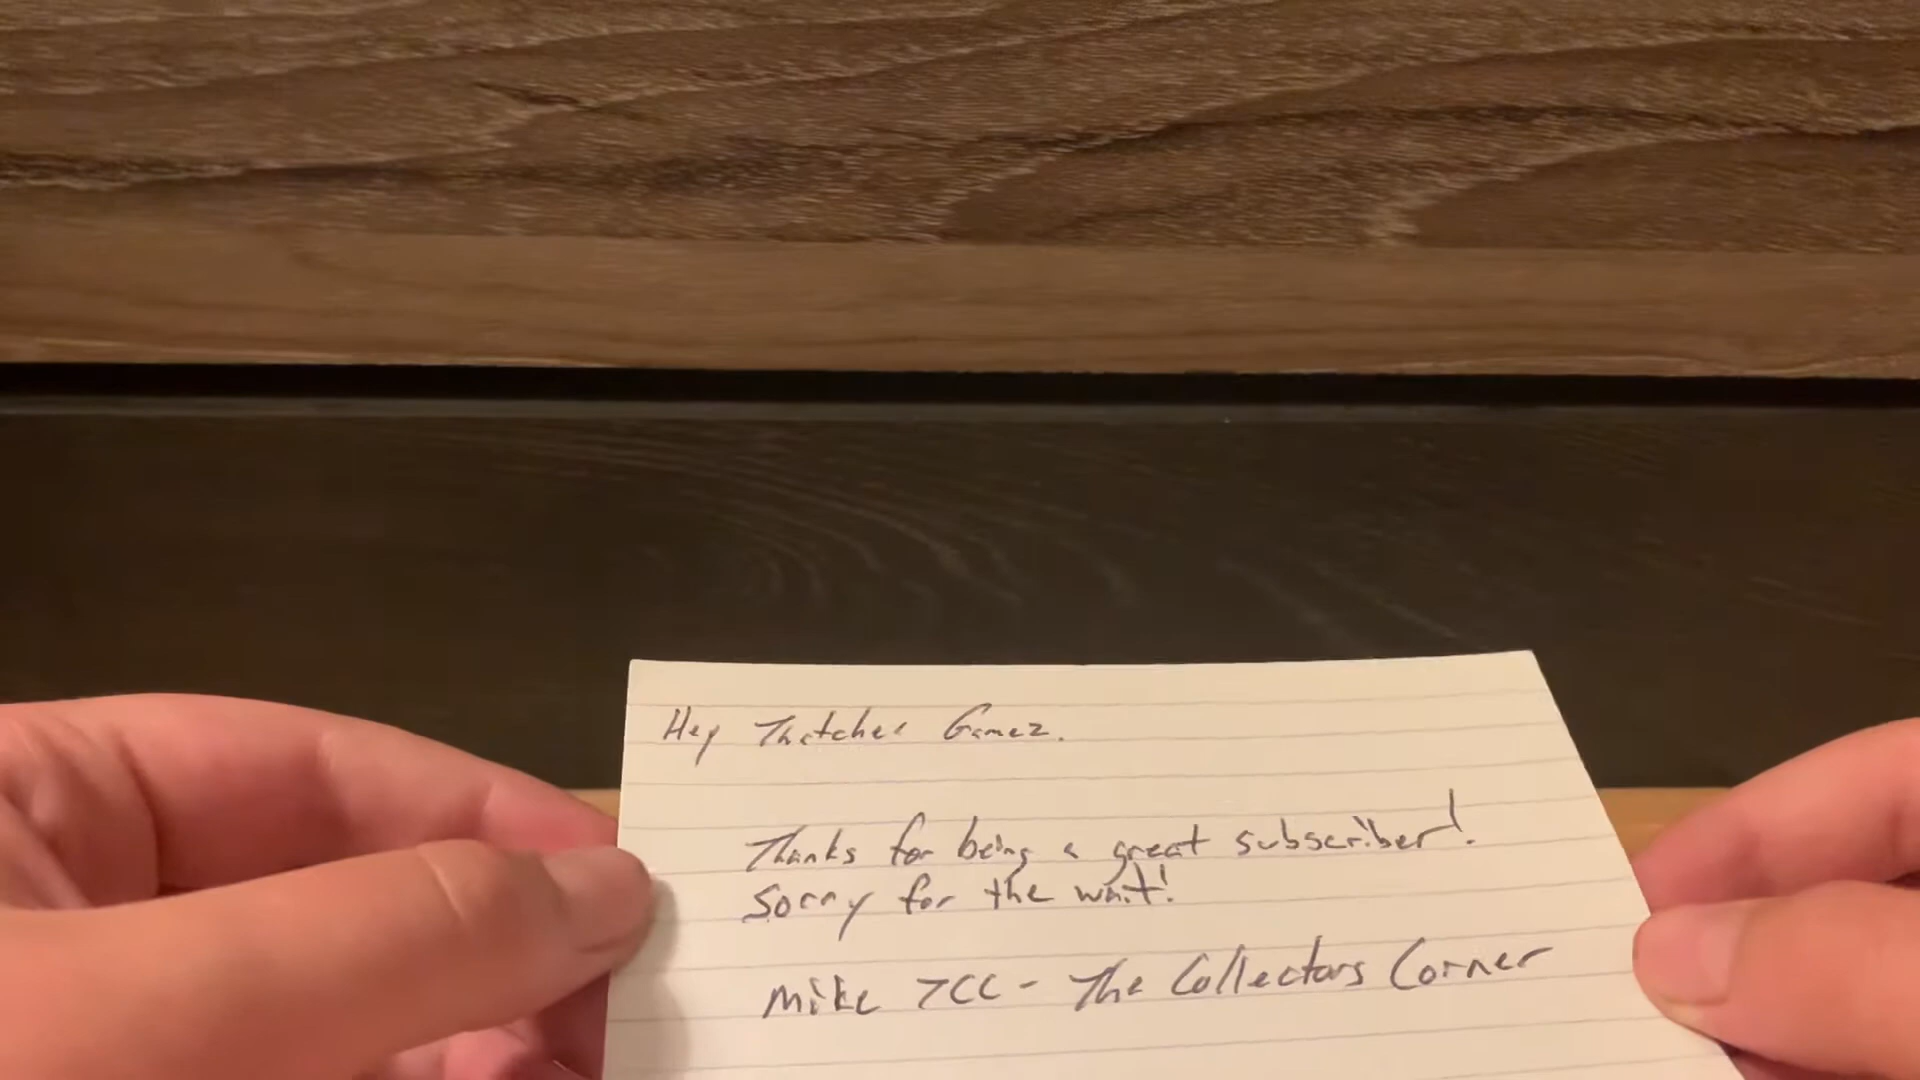 Hey Thatcher Gamez.
Thanks for being a great subscriber!
Sorry for the wait!
Mike TCC - The Collectors Corner